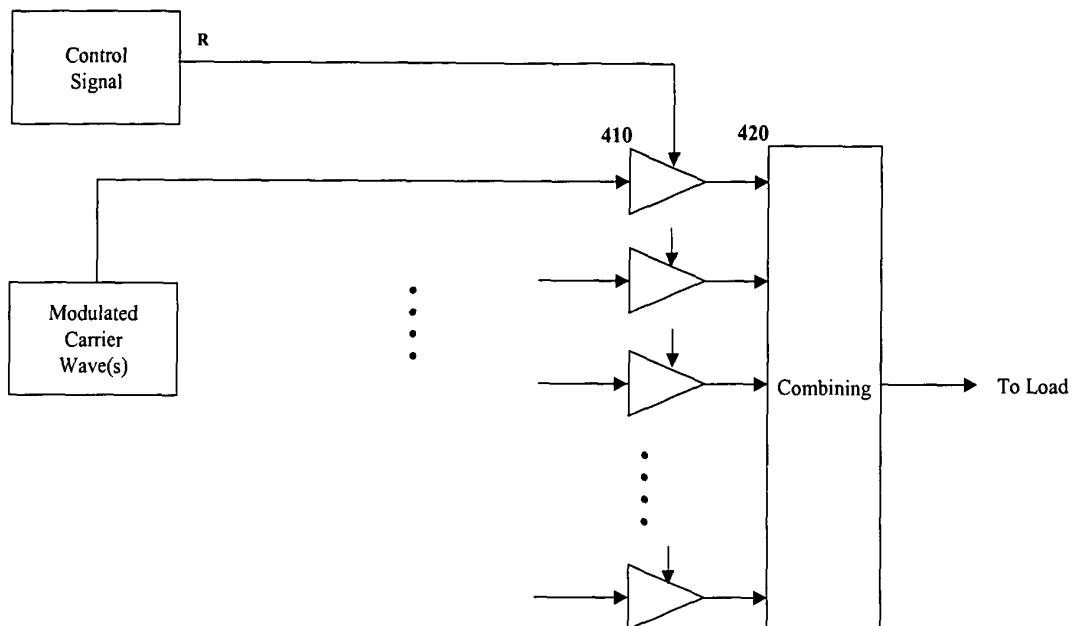 Control
Signal
R
410
420
Modulated
Carrier
Wave(s)
Combining
To Load